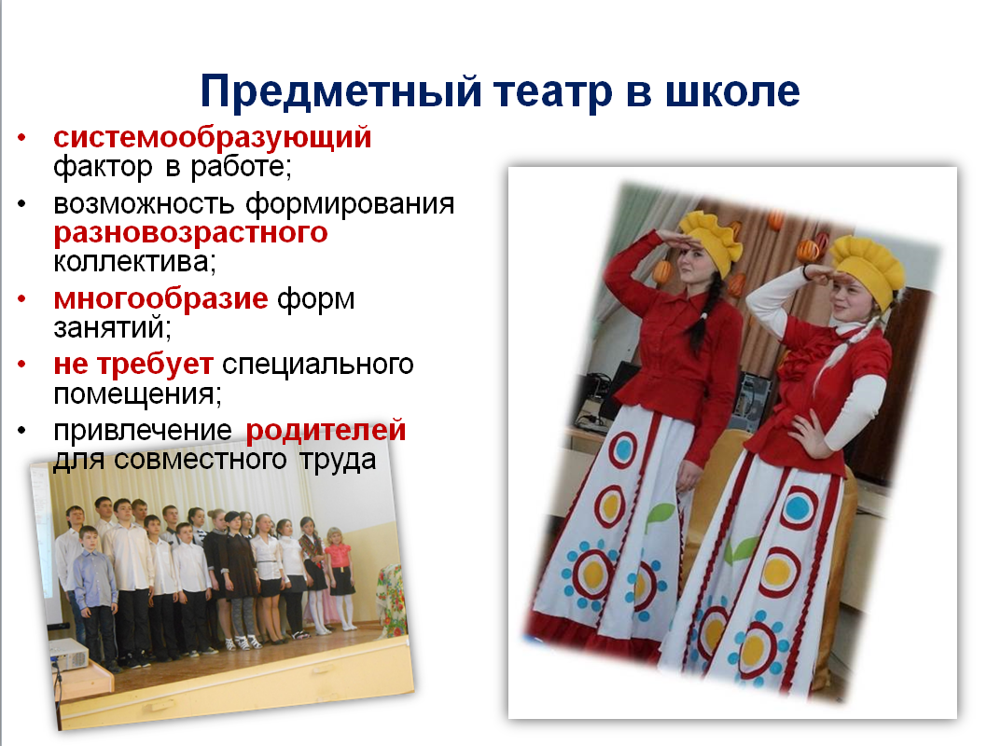 Предметный театр в школе
• системообразующий
фактор в работе;
• возможность формирования
разновозрастного
коллектива;
• многообразие форм
занятий;
• не требует специального
помещения;
• привлечение родителей
для совместного труда